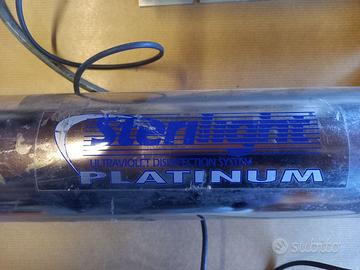 Sterilight
ULTRAVIOLET DISINFECTION SYSTEM
PLATINUM
subito